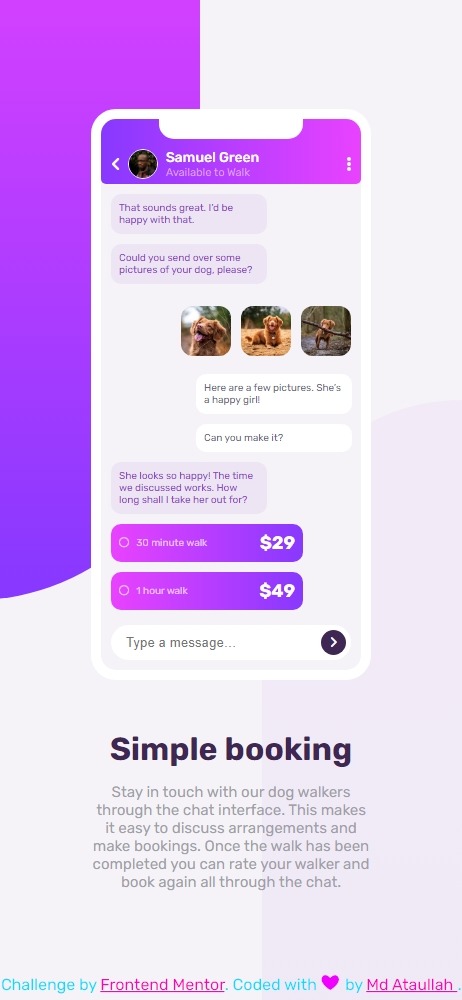 Samuel Green
Available to Walk
That sounds great. I'd be
happy with that.
Could you send over some
pictures of your dog, please?
Here are a few pictures. She's
a happy girl!
Can you make it?
She looks so happy! The time
we discussed works. How
long shall I take her out for?
30 minute walk $29
1 hour walk $49
Type a message...
Simple booking
Stay in touch with our dog walkers
through the chat interface. This makes
it easy to discuss arrangements and
make bookings. Once the walk has been
completed you can rate your walker and
book again all through the chat.
Challenge by Frontend Mentor. Coded with by Md Ataullah .